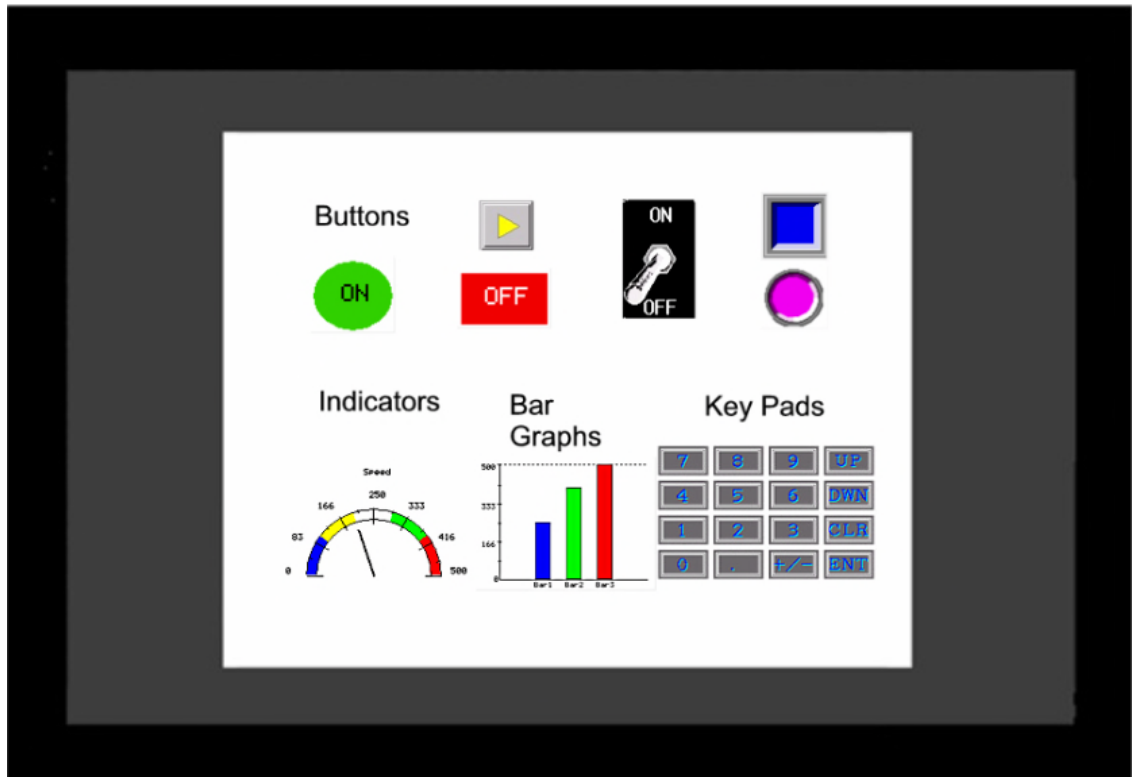 Buttons
ON
OFF
ON
OFF
Indicators
Bar
Graphs
Key Pads
Speed
0
83
166
250
333
416
500
500
333
166
0
Bar1 Bar2 Bar3
7 8 9 UP
4 5 6 DWN
1 2 3 CLR
0 . +/- ENT